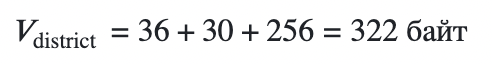 V_district = 36 + 30 + 256 = 322 байт